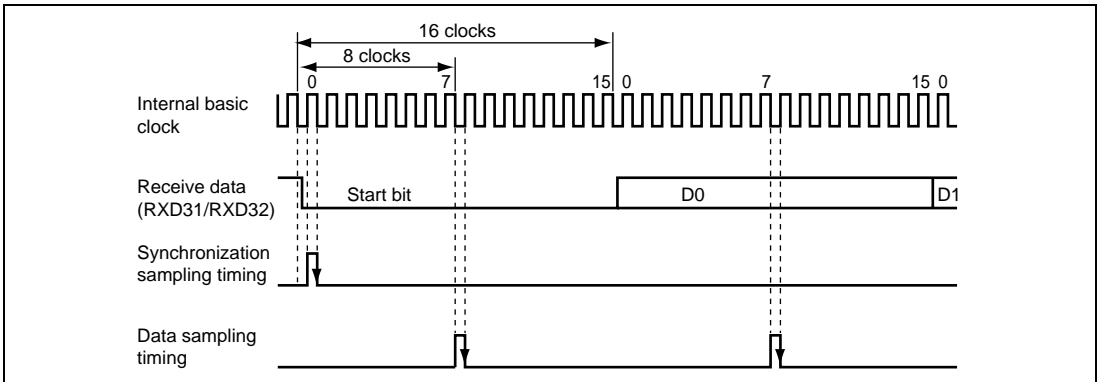 16 clocks
8 clocks
0 7 15 0 7 15 0
Internal basic
clock
Receive data
(RXD31/RXD32)
Start bit D0 D1
Synchronization
sampling timing
Data sampling
timing